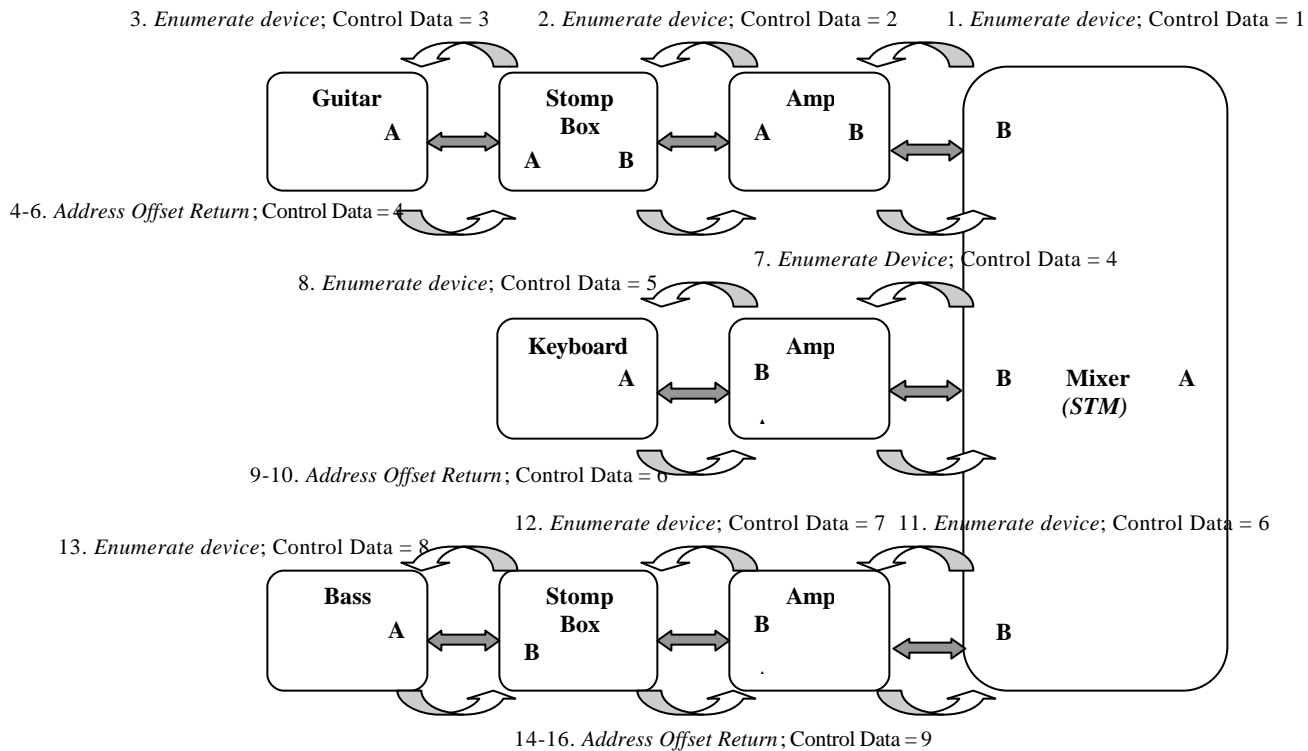 3. Enumerate device; Control Data = 3
2. Enumerate device; Control Data = 2
1. Enumerate device; Control Data = 1
Guitar
A
Stomp
Box
A B
Amp
A B
B
4-6. Address Offset Return; Control Data = 4
7. Enumerate Device; Control Data = 4
8. Enumerate device; Control Data = 5
Keyboard
A
Amp
B
B Mixer A
(STM)
9-10. Address Offset Return; Control Data = 6
12. Enumerate device; Control Data = 7
11. Enumerate device; Control Data = 6
13. Enumerate device; Control Data = 8
Bass
A
Stomp
Box
B
Amp
B
B
14-16. Address Offset Return; Control Data = 9